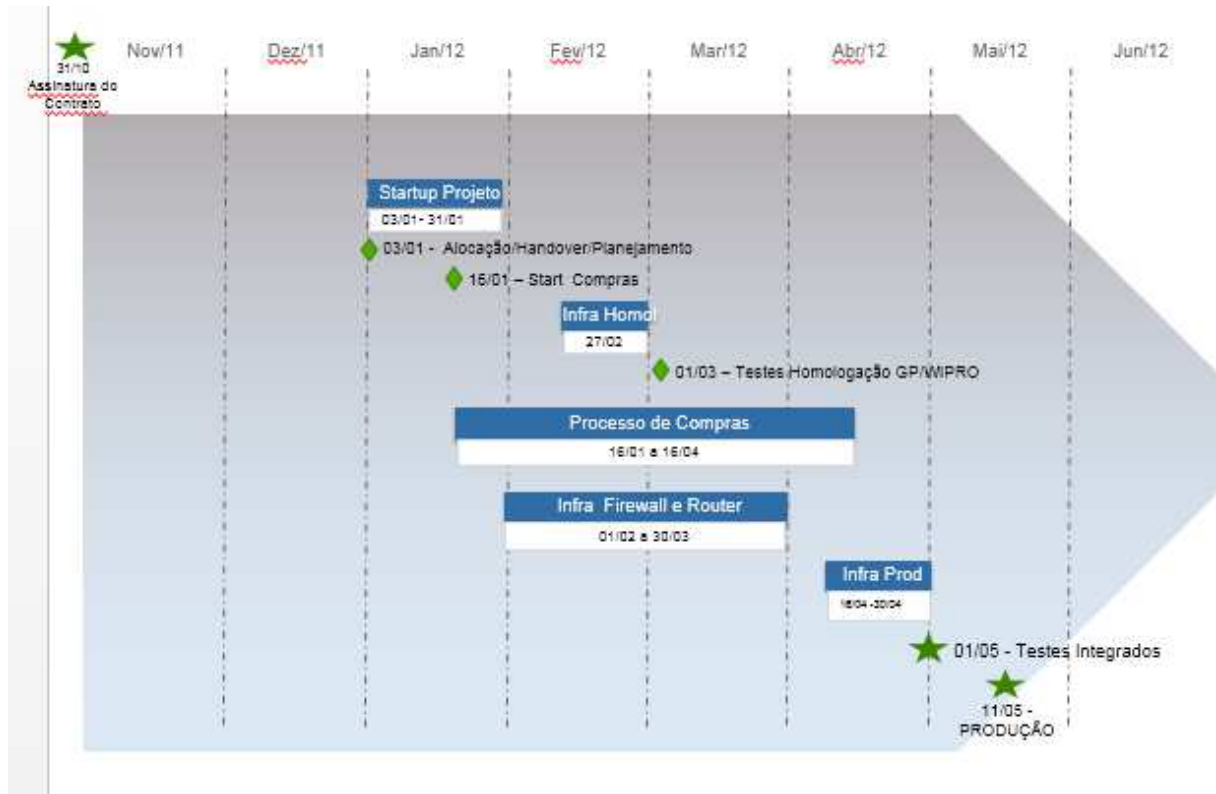 Nov/11 Dez/11 Jan/12 Fev/12 Mar/12 Abr/12 Mai/12 Jun/12
31/10
Assinatura do
Contrato
Startup Projeto
03/01- 31/01
03/01 - Alocação/Handover/Planejamento
16/01 – Start Compras
Infra Homol
27/02
01/03 – Testes Homologação GP/WIPRO
Processo de Compras
16/01 a 16/04
Infra Firewall e Router
01/02 a 30/03
Infra Prod
16/04 -30/04
01/05 - Testes Integrados
11/05 -
PRODUÇÃO